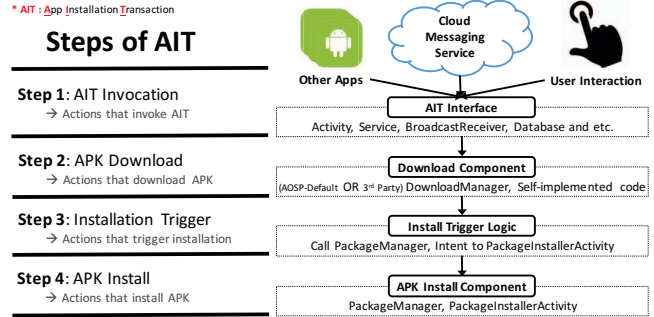 * AIT : App Installation Transaction
Steps of AIT
Step 1: AIT Invocation
→ Actions that invoke AIT
Step 2: APK Download
→ Actions that download APK
Step 3: Installation Trigger
→ Actions that trigger installation
Step 4: APK Install
→ Actions that install APK
Cloud
Messaging
Service
Other Apps
User Interaction
AIT Interface
Activity, Service, BroadcastReceiver, Database and etc.
Download Component
(AOSP-Default OR 3rd Party) DownloadManager, Self-implemented code
Install Trigger Logic
Call PackageManager, Intent to PackageInstallerActivity
APK Install Component
PackageManager, PackageInstallerActivity